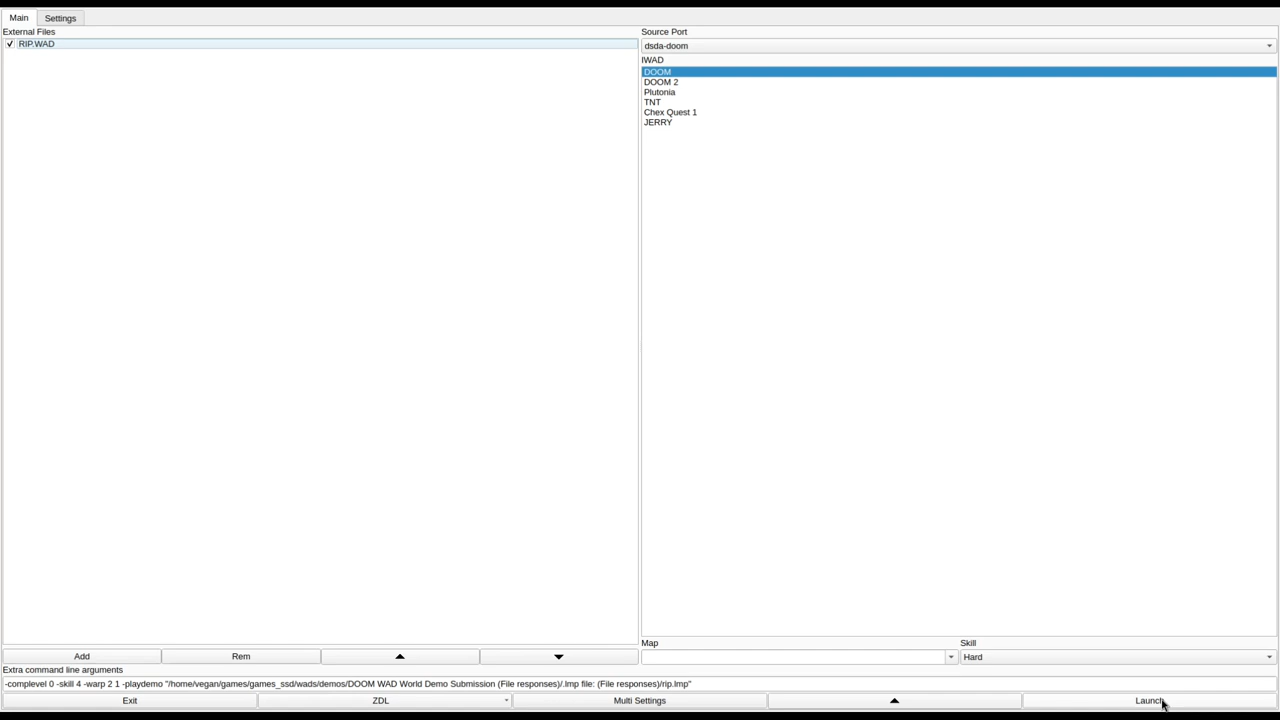 Main Settings
External Files
RIP.WAD
Source Port
dsda-doom
IWAD
DOOM
DOOM 2
Plutonia
TNT
Chex Quest 1
JERRY
Map Skill
Hard
Add Rem
Extra command line arguments
-complevel 0 -skill 4 -warp 2 1 -playdemo "/home/vegan/games/games_ssd/wads/demos/DOOM WAD World Demo Submission (File responses)/.lmp file: (File responses)/rip.lmp"
Exit ZDL Multi Settings Launch